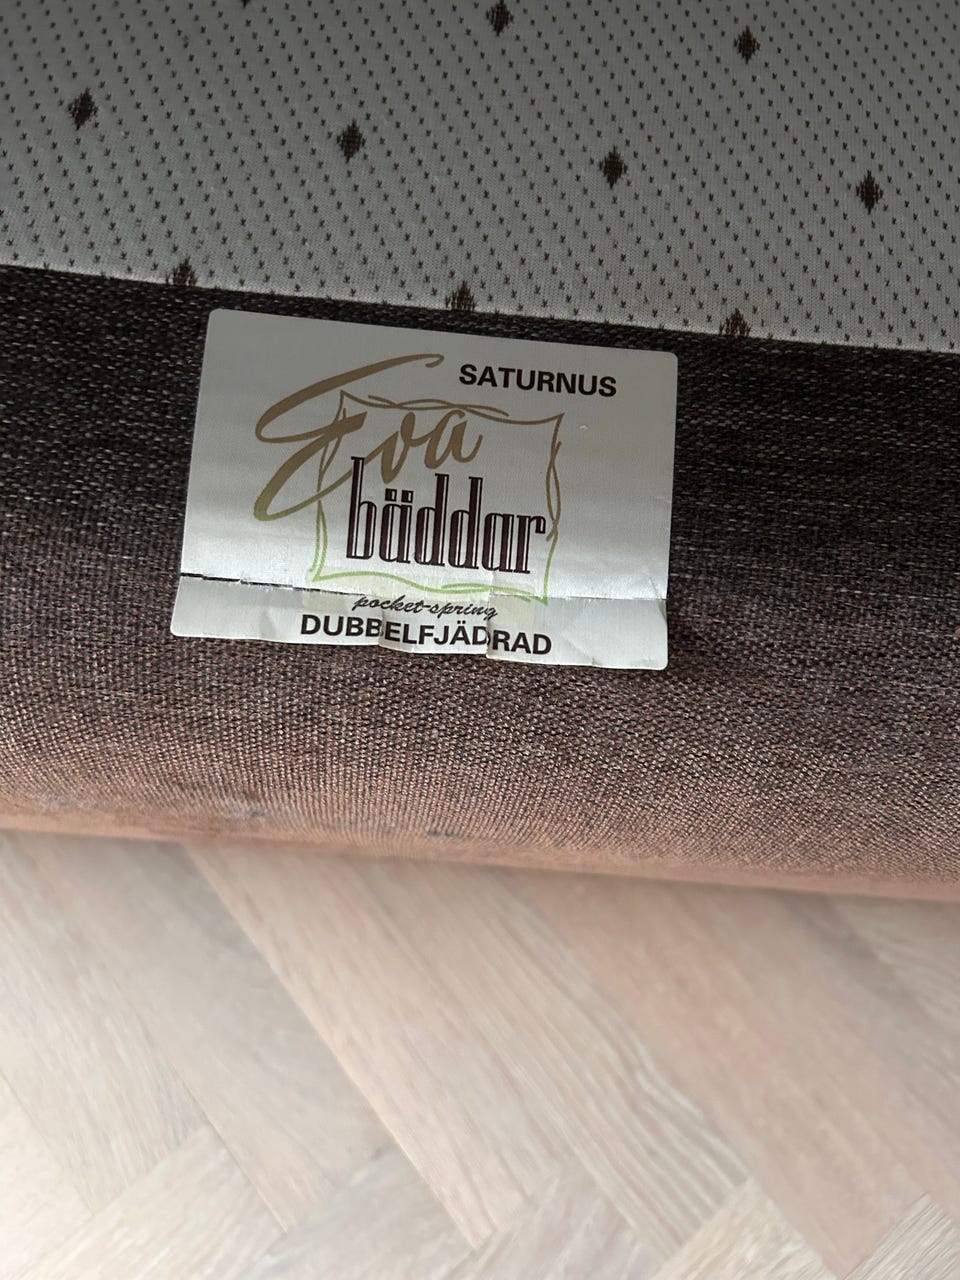 SATURNUS
Eva
bäddar
pocket-spring
DUBBELFJÄDRAD